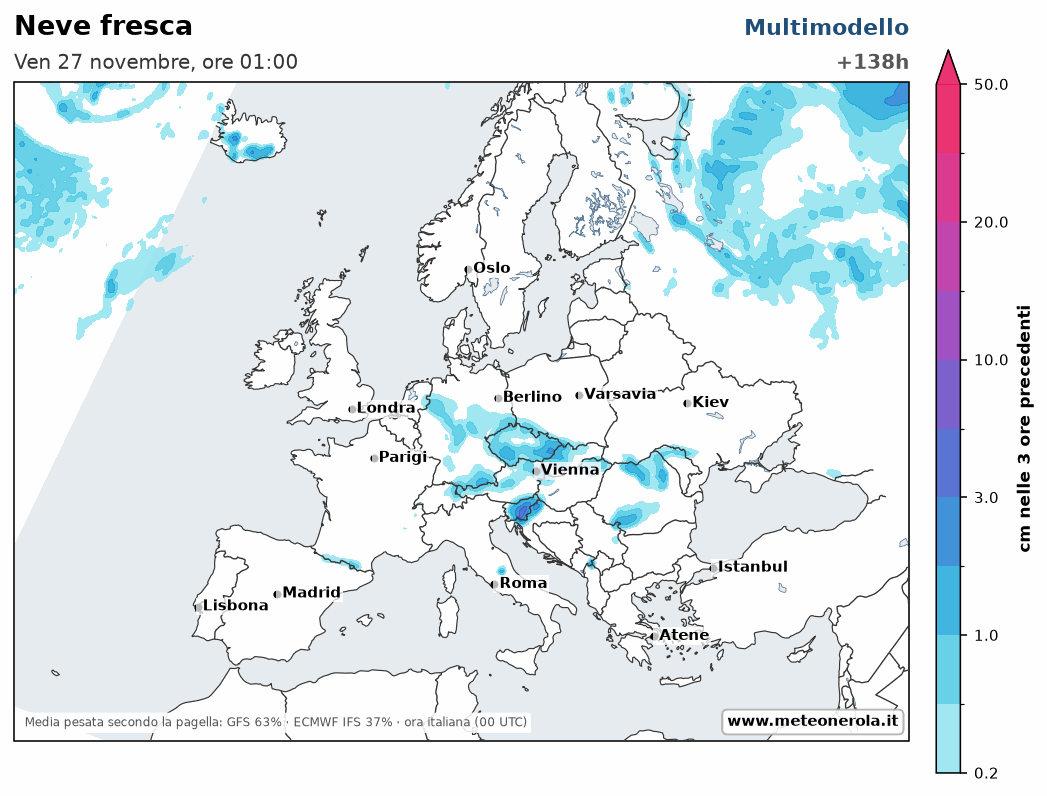 Neve fresca
Multimodello
Ven 27 novembre, ore 01:00
+138h
50.0
20.0
10.0
3.0
1.0
0.2
cm nelle 3 ore precedenti
Oslo
Berlino
Varsavia
Kiev
Londra
Parigi
Vienna
Istanbul
Roma
Madrid
Lisbona
Atene
Media pesata secondo la pagella: GFS 63% · ECMWF IFS 37% · ora italiana (00 UTC)
www.meteonerola.it